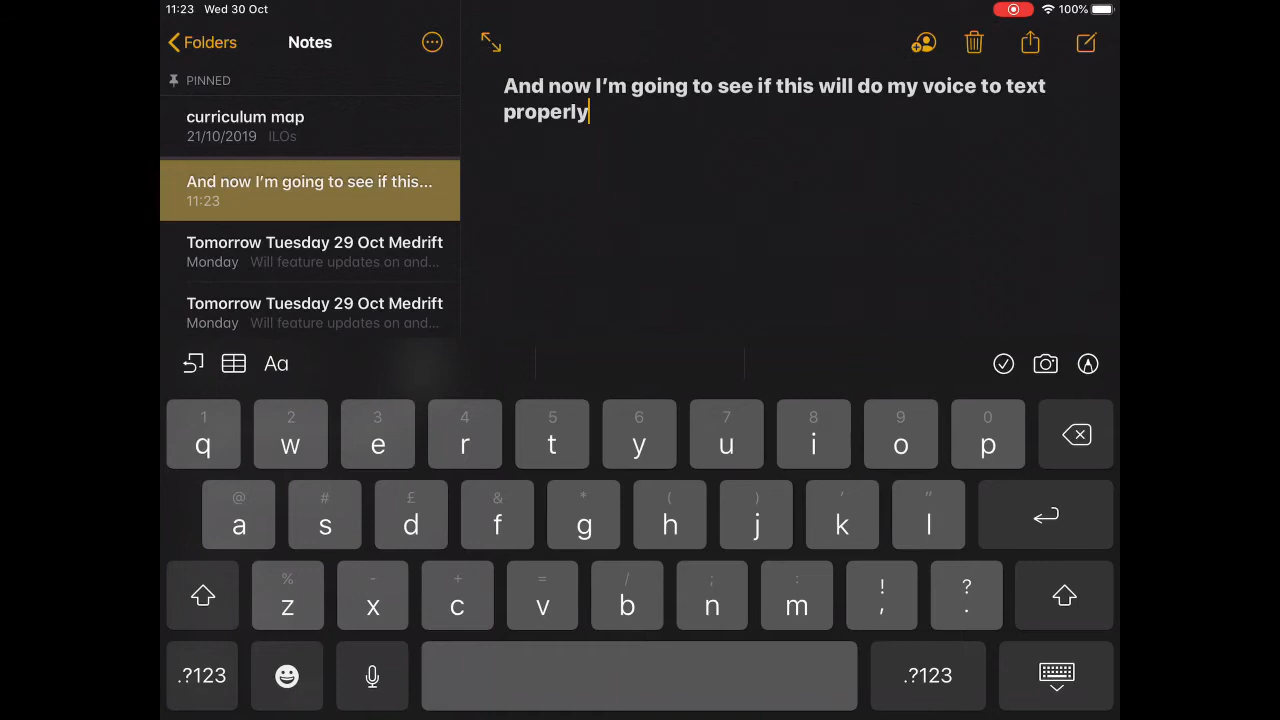 11:23 Wed 30 Oct
100%
Folders
Notes
PINNED
curriculum map
21/10/2019 ILOs
And now I’m going to see if this...
11:23
Tomorrow Tuesday 29 Oct Medrift
Monday Will feature updates on and...
Tomorrow Tuesday 29 Oct Medrift
Monday Will feature updates on and...
And now I’m going to see if this will do my voice to text
properly
Aa
1 2 3 4 5 6 7 8 9 0
q w e r t y u i o p
@ # £ & * ( ) ' "
a s d f g h j k l
% - + = / ; : ! ?
z x c v b n m , .
.?123 .?123